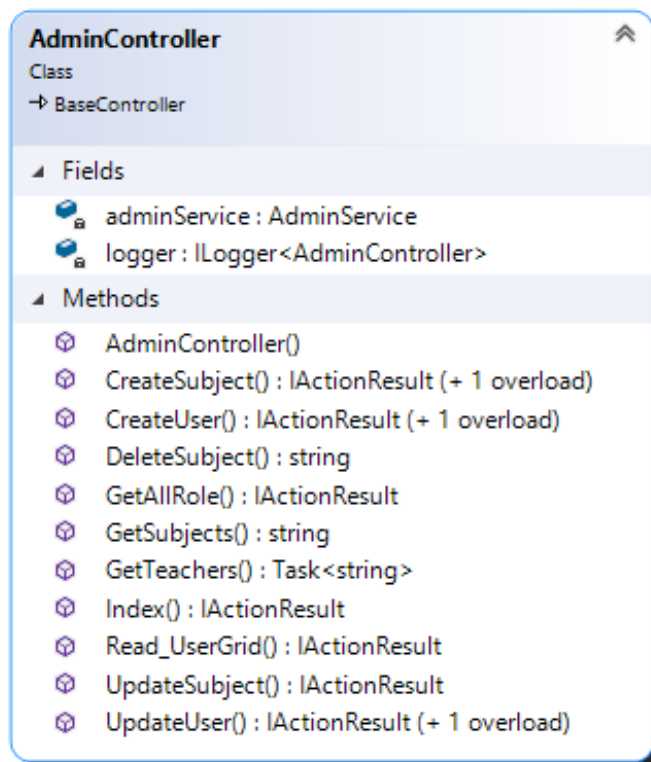 AdminController
Class
BaseController
Fields
adminService : AdminService
logger : ILogger<AdminController>
Methods
AdminController()
CreateSubject() : IActionResult (+ 1 overload)
CreateUser() : IActionResult (+ 1 overload)
DeleteSubject() : string
GetAllRole() : IActionResult
GetSubjects() : string
GetTeachers() : Task<string>
Index() : IActionResult
Read_UserGrid() : IActionResult
UpdateSubject() : IActionResult
UpdateUser() : IActionResult (+ 1 overload)